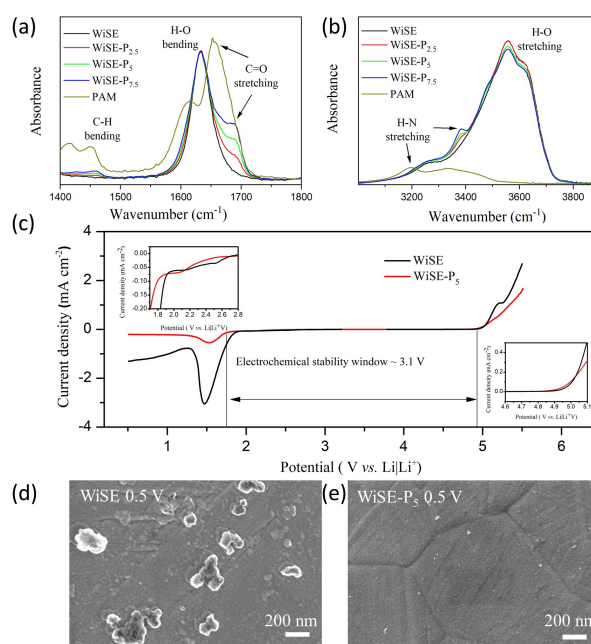 (a)
WiSE
WiSE-P2.5
WiSE-P5
WiSE-P7.5
PAM
H-O
bending
C=O
stretching
C-H
bending
Absorbance
1400 1500 1600 1700 1800
Wavenumber (cm-1)
(b)
WiSE
WiSE-P2.5
WiSE-P5
WiSE-P7.5
PAM
H-O
stretching
H-N
stretching
Absorbance
3200 3400 3600 3800
Wavenumber (cm-1)
(c)
WiSE
WiSE-P5
Electrochemical stability window ~ 3.1 V
Current density (mA cm-2)
4
2
0
-2
-4
1 2 3 4 5 6
Potential ( V vs. Li|Li+)
Current density (mA cm-2)
0.00
-0.05
-0.10
-0.15
-0.20
1.8 2.0 2.2 2.4 2.6 2.8
Potential ( V vs. Li|Li+V)
Current density (mA cm-2)
0.4
0.2
0.0
4.6 4.7 4.8 4.9 5.0 5.1
Potential ( V vs. Li|Li+V)
(d)
WiSE 0.5 V
200 nm
(e)
WiSE-P5 0.5 V
200 nm